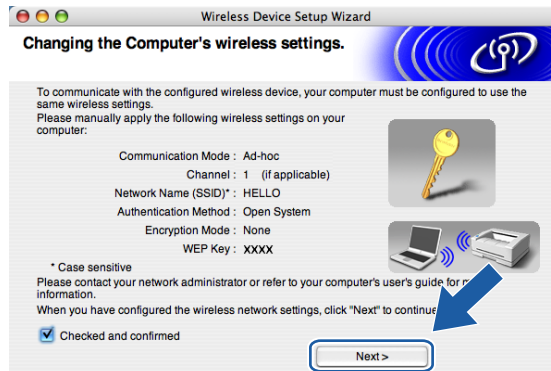 Wireless Device Setup Wizard
Changing the Computer's wireless settings.
To communicate with the configured wireless device, your computer must be configured to use the
same wireless settings.
Please manually apply the following wireless settings on your
computer:
Communication Mode : Ad-hoc
Channel : 1 (if applicable)
Network Name (SSID)* : HELLO
Authentication Method : Open System
Encryption Mode : None
WEP Key : XXXX
* Case sensitive
Please contact your network administrator or refer to your computer's user's guide for
information.
When you have configured the wireless network settings, click "Next" to continue
Checked and confirmed
Next >